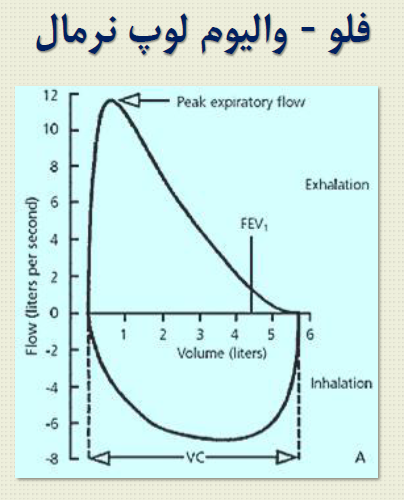 فلو - والیوم لوپ نرمال
12
Peak expiratory flow
10
8
Exhalation
6
FEV₁
4
2
0
1 2 3 4 5 6
Volume (liters)
Flow (liters per second)
-2
-4
Inhalation
-6
-8
VC
A